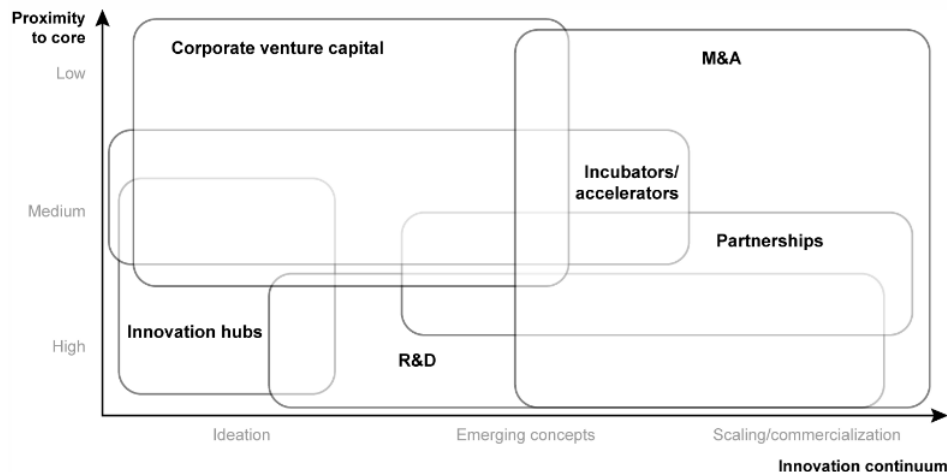 Proximity
to core
Corporate venture capital
M&A
Low
Incubators/
accelerators
Medium
Partnerships
Innovation hubs
High
R&D
Ideation
Emerging concepts
Scaling/commercialization
Innovation continuum